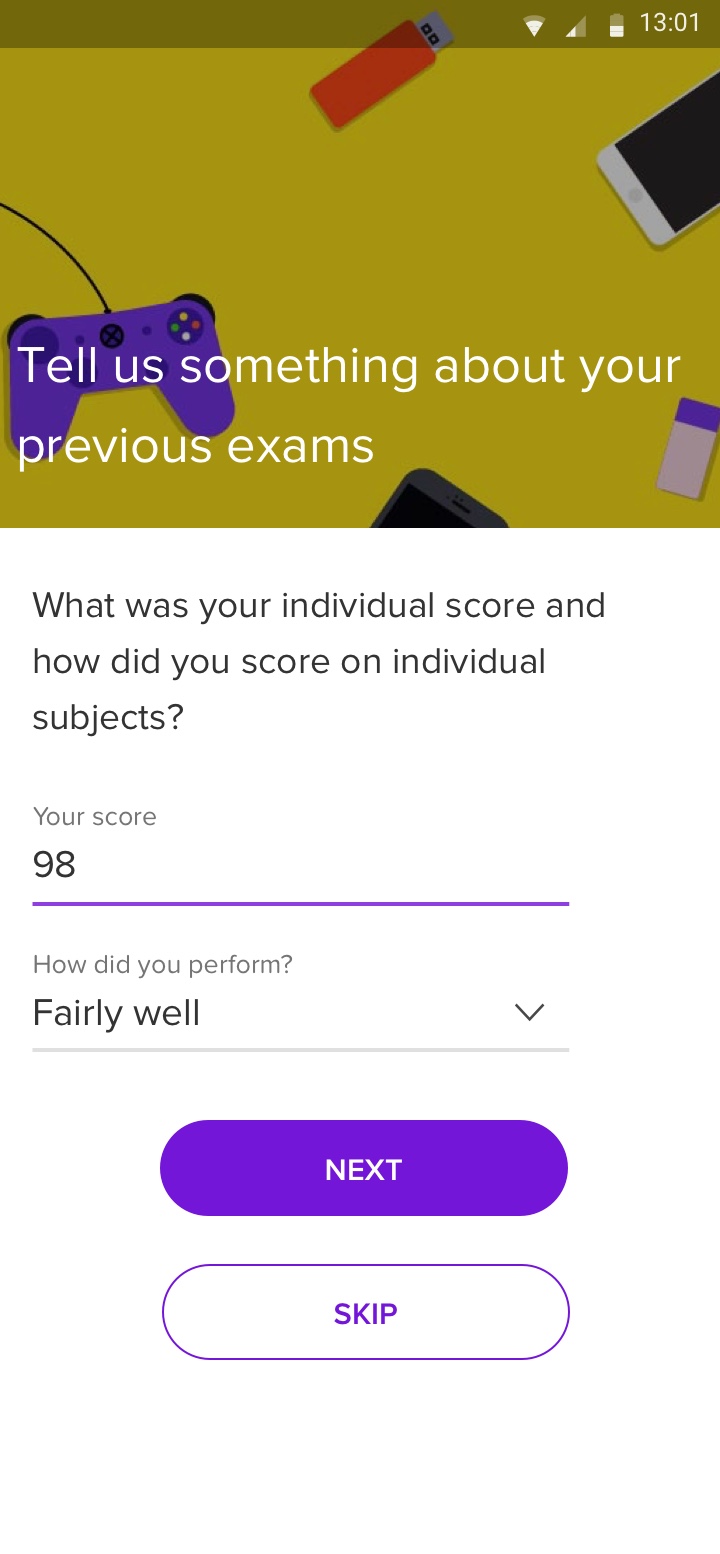 13:01
Tell us something about your
previous exams
What was your individual score and
how did you score on individual
subjects?
Your score
98
How did you perform?
Fairly well
NEXT
SKIP